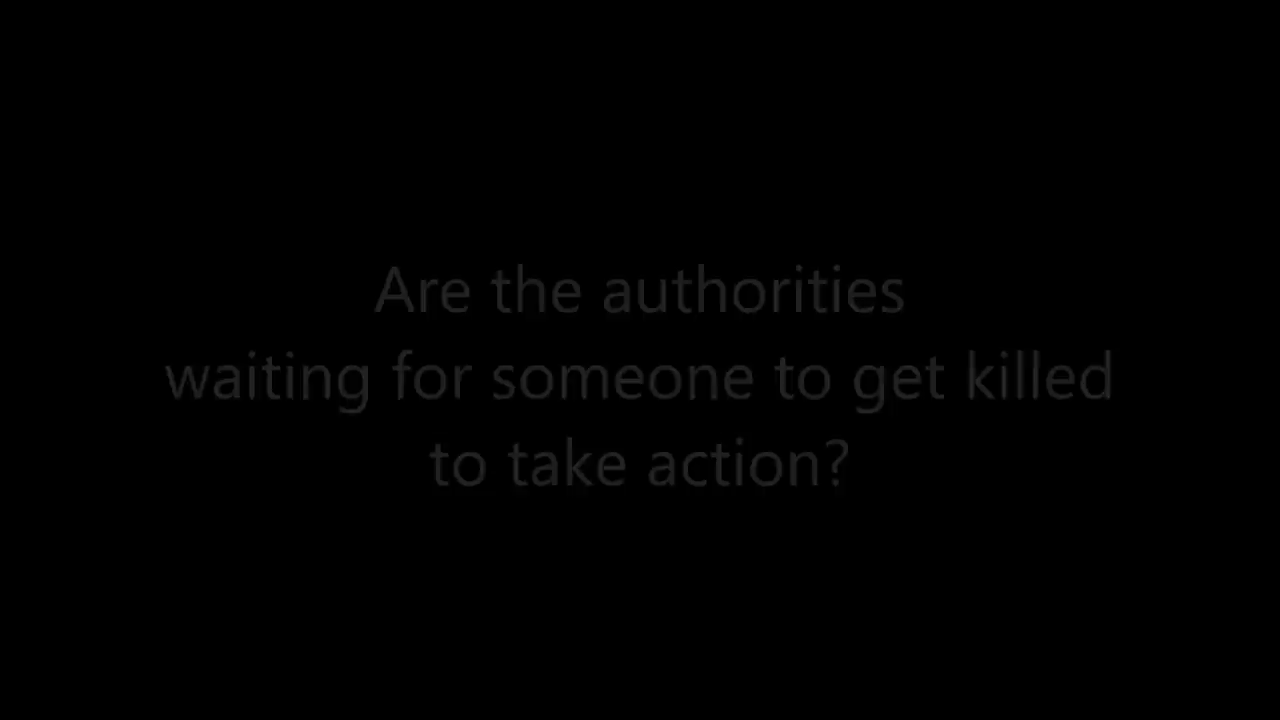 Are the authorities
waiting for someone to get killed
to take action?